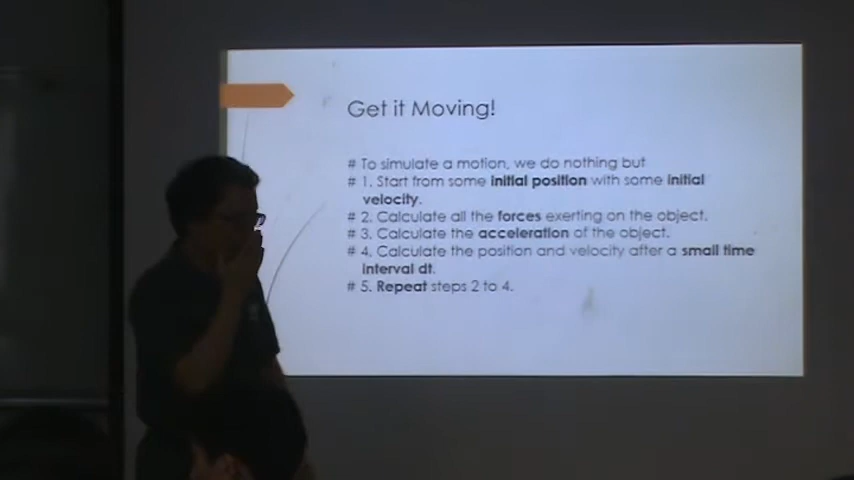 Get it Moving!
# To simulate a motion, we do nothing but
# 1. Start from some initial position with some initial
velocity.
# 2. Calculate all the forces exerting on the object.
# 3. Calculate the acceleration of the object.
# 4. Calculate the position and velocity after a small time
interval dt.
# 5. Repeat steps 2 to 4.